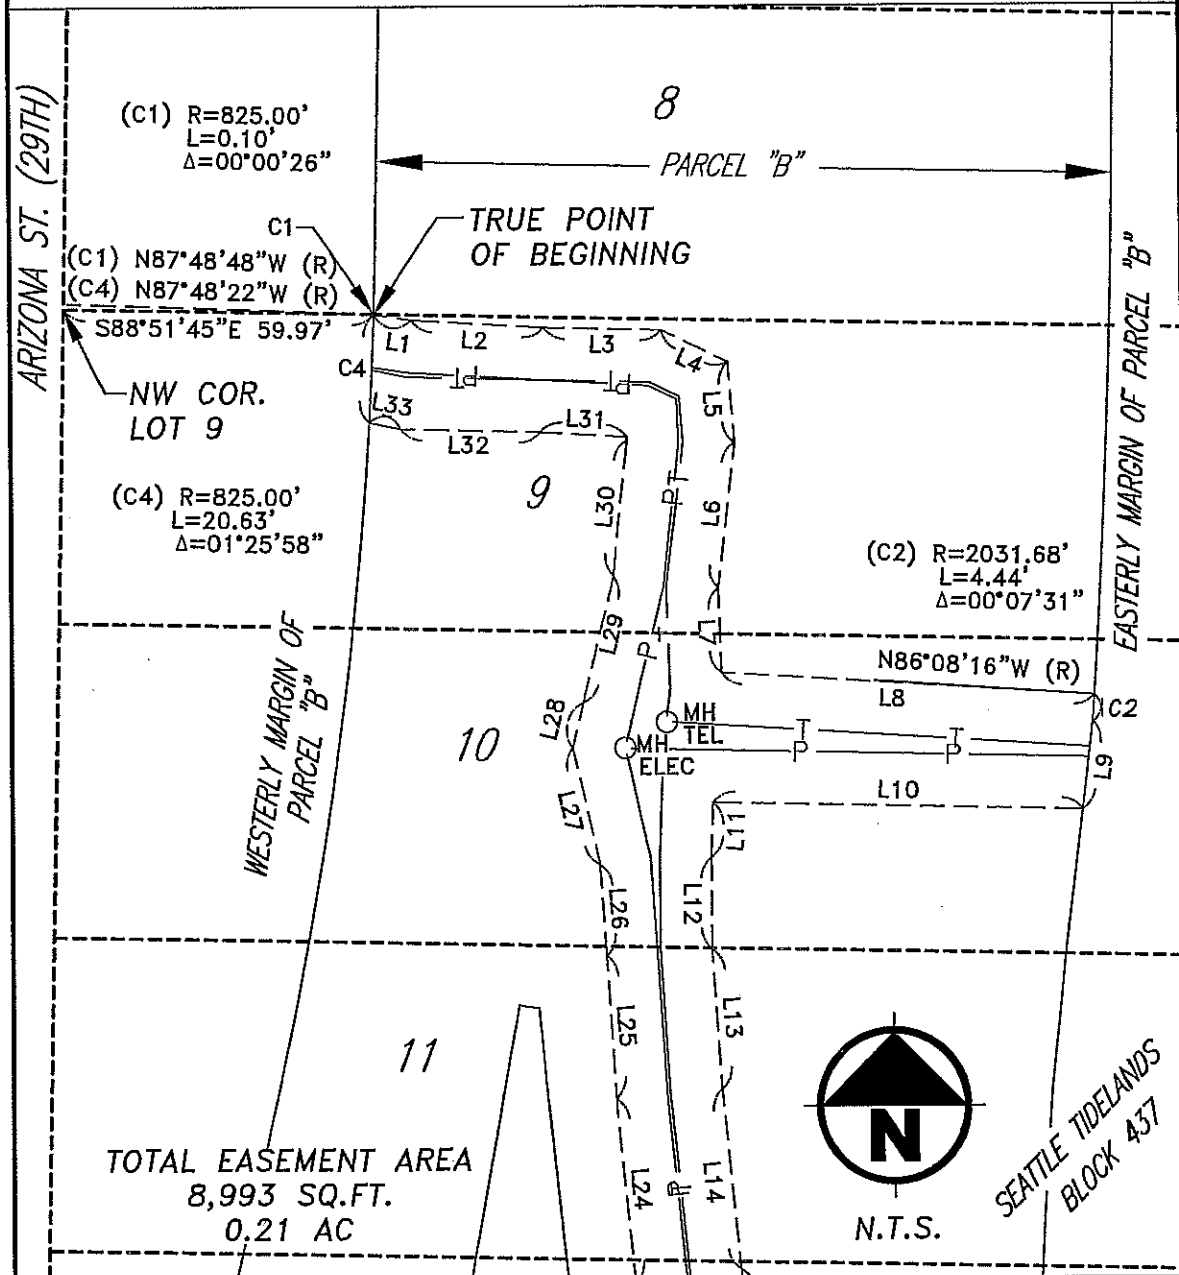 8
(C1) R=825.00'
L=0.10'
Δ=00°00'26"
PARCEL "B"
ARIZONA ST. (29TH)
C1
TRUE POINT
OF BEGINNING
(C1) N87°48'48"W (R)
(C4) N87°48'22"W (R)
S88°51'45"E 59.97'
L1
L2
L3
L4
C4
PT
PT
L5
NW COR.
LOT 9
L33
L32
L31
EASTERLY MARGIN OF PARCEL "B"
9
L30
PT
L6
(C4) R=825.00'
L=20.63'
Δ=01°25'58"
(C2) R=2031.68'
L=4.44'
Δ=00°07'31"
L29
P
L7
WESTERLY MARGIN OF
PARCEL "B"
N86°08'16"W (R)
L8
C2
L28
10
MH
TEL
T
T
MH
ELEC
P
P
L9
L10
L27
L11
L26
L12
L25
L13
11
TOTAL EASEMENT AREA
8,993 SQ.FT.
0.21 AC
L24
P
L14
N
N.T.S.
SEATTLE TIDELANDS
BLOCK 437